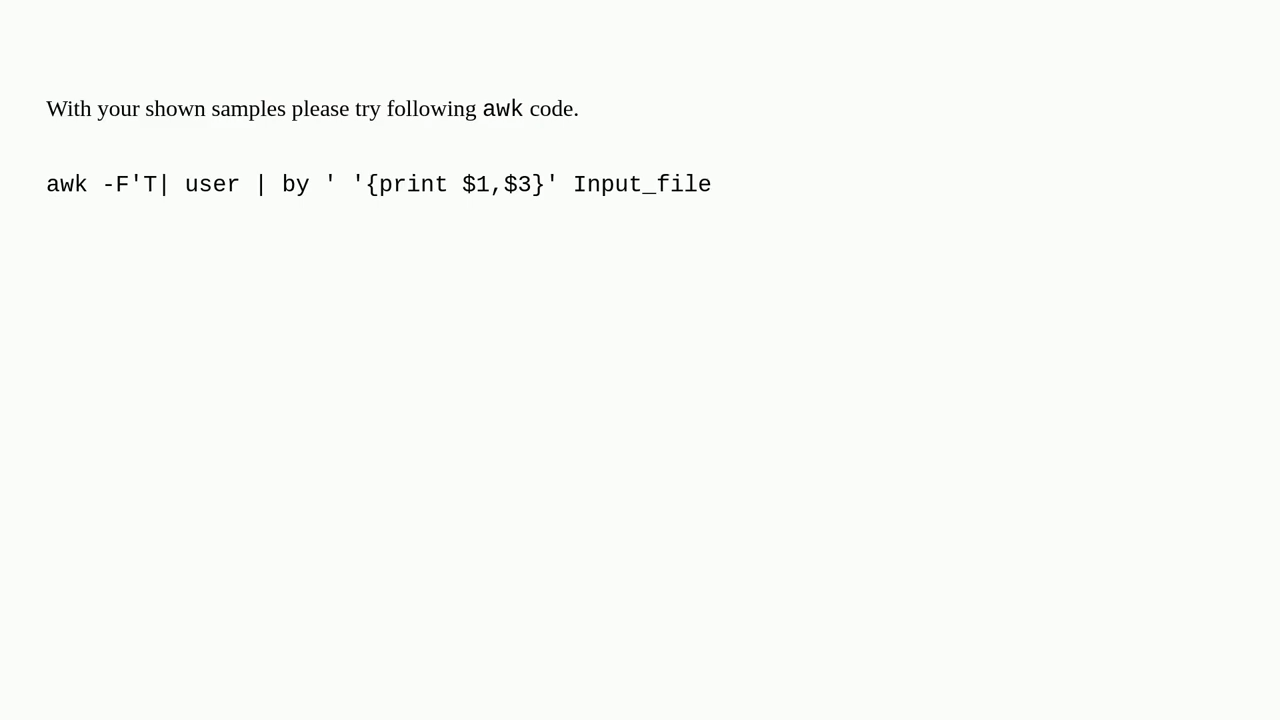 With your shown samples please try following awk code.
awk -F'T| user | by ' '{print $1,$3}' Input_file